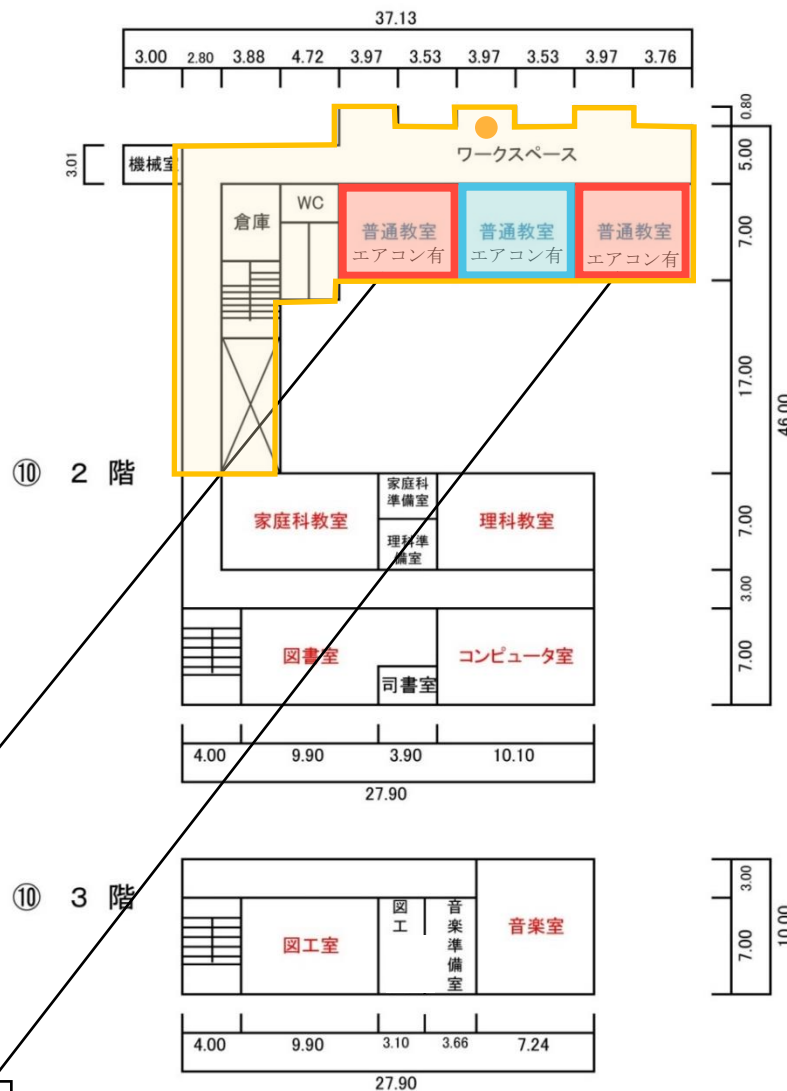 37.13
3.00 2.80 3.88 4.72 3.97 3.53 3.97 3.53 3.97 3.76
0.80
5.00
3.01
機械室
ワークスペース
倉庫
WC
普通教室
エアコン有
普通教室
エアコン有
普通教室
エアコン有
7.00
17.00
46.00
⑩ 2 階
家庭科教室
家庭科
準備室
理科準
備室
理科教室
7.00
3.00
図書室
司書室
コンピュータ室
7.00
4.00 9.90 3.90 10.10
27.90
⑩ 3 階
図工室
図工
音楽準備室
音楽室
3.00
7.00
10.00
4.00 9.90 3.10 3.66 7.24
27.90